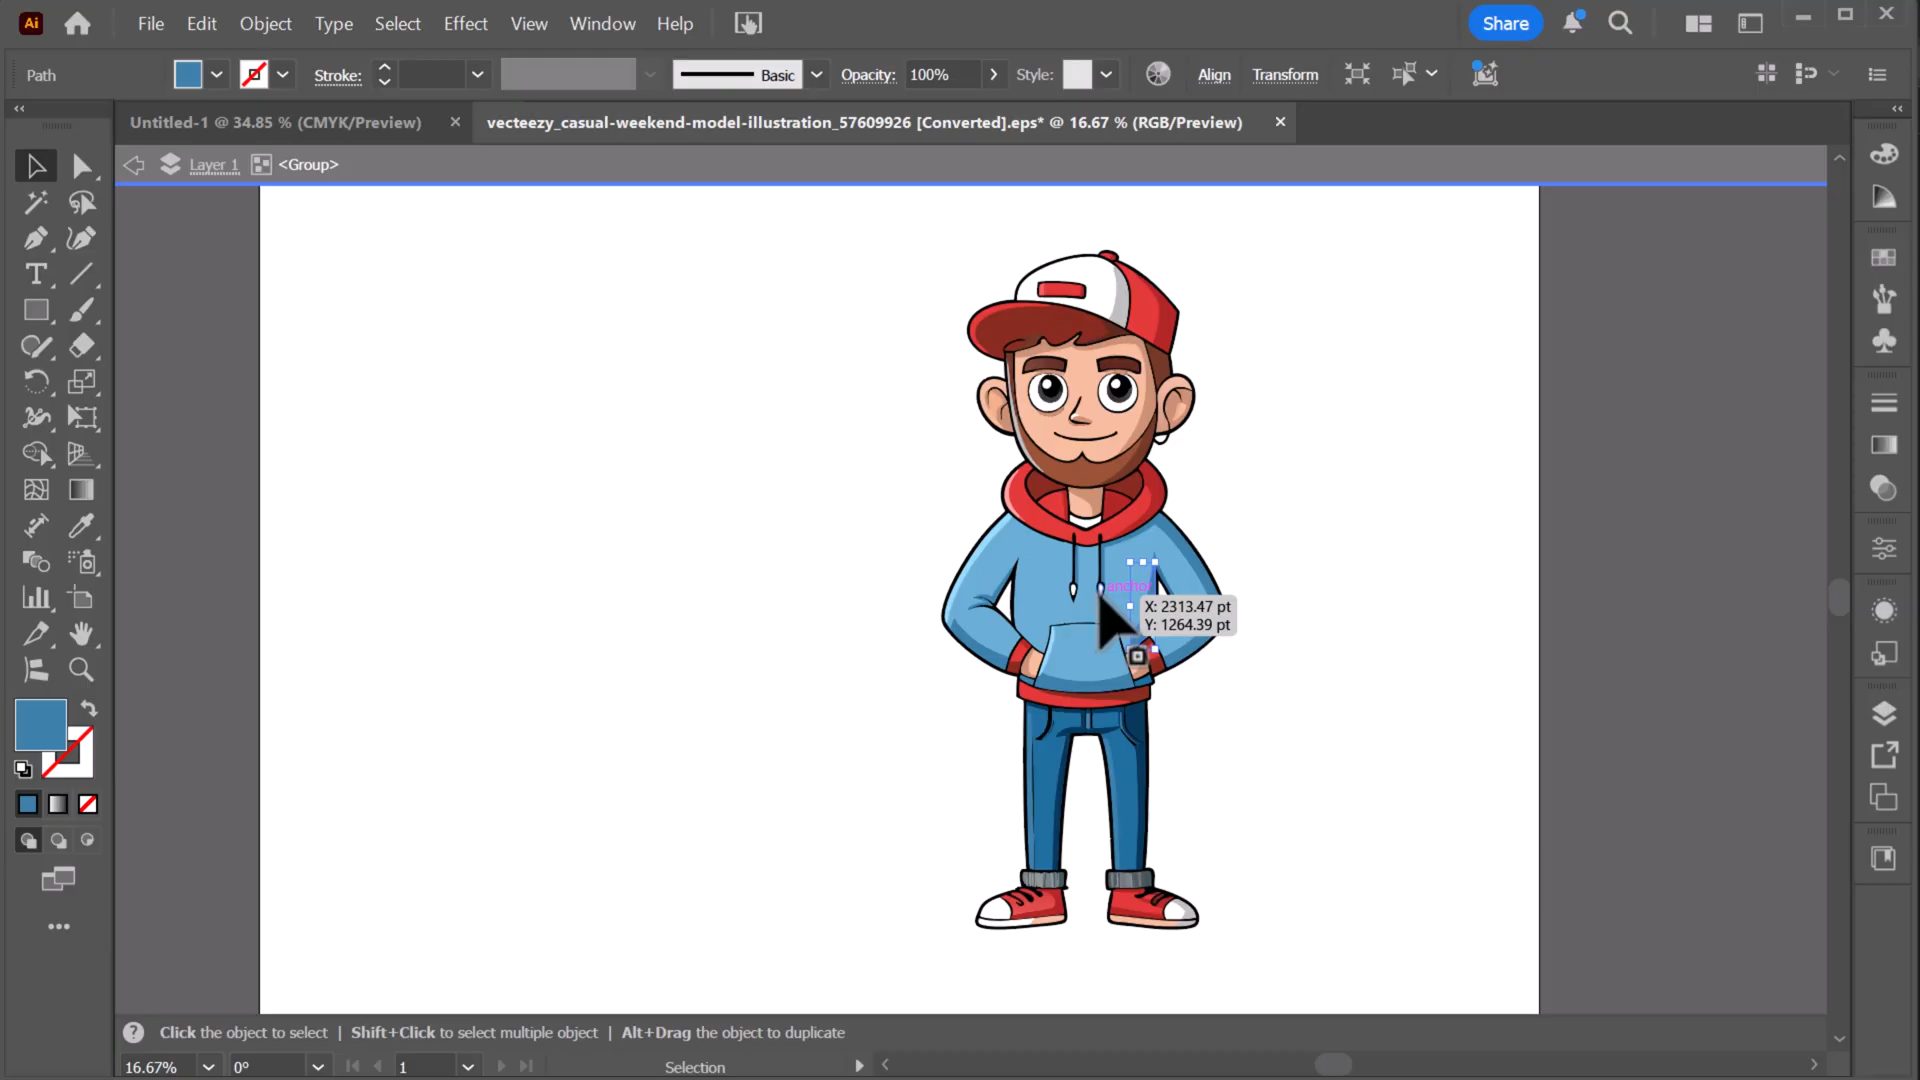 Ai File Edit Object Type Select Effect View Window Help Share
Path Stroke: Basic Opacity: 100% Style: Align Transform
Untitled-1 @ 34.85 % (CMYK/Preview) vecteezy_casual-weekend-model-illustration_57609926 [Converted].eps* @ 16.67 % (RGB/Preview)
Layer 1 <Group>
anchor
X: 2313.47 pt
Y: 1264.39 pt
Click the object to select | Shift+Click to select multiple object | Alt+Drag the object to duplicate
16.67% 0° 1 Selection